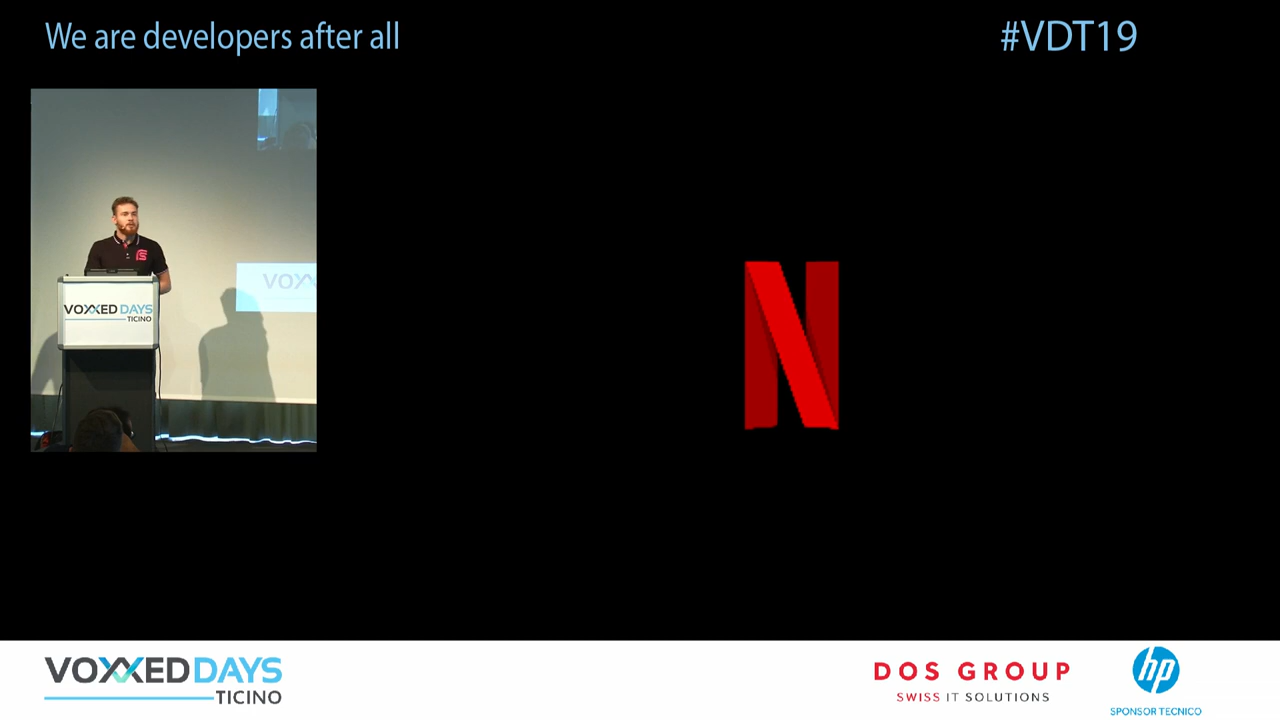 We are developers after all
#VDT19
VOXXED DAYS
TICINO
VOX
N
VOXXED DAYS
TICINO
DOS GROUP
SWISS IT SOLUTIONS
hp
SPONSOR TECNICO